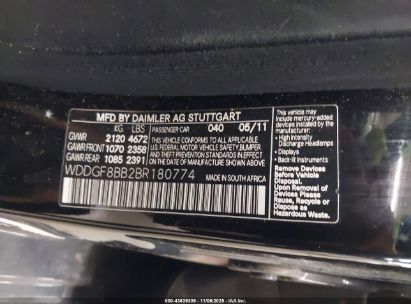 MFD BY DAIMLER AG STUTTGART
KG. LBS PASSENGER CAR 040 05/11
GVWR 2120 4672
GAWR FRONT 1070 2358
GAWR REAR 1085 2391
THIS VEHICLE CONFORMS TO ALL APPLICABLE
U.S. FEDERAL MOTOR VEHICLE SAFETY, BUMPER,
AND THEFT PREVENTION STANDARDS
IN EFFECT ON THE DATE OF
MANUFACTURE SHOWN ABOVE.
WDDGF8BB2BR180774 MADE IN SOUTH AFRICA
This vehicle may include
mercury-added devices
installed by the
manufacturer:
• High Intensity
Discharge Headlamps
• Displays
• Back-lit Instruments
Remove Devices
Before Vehicle Disposal.
Upon Removal of Devices
Please Reuse, Recycle
or Dispose as
Hazardous Waste.